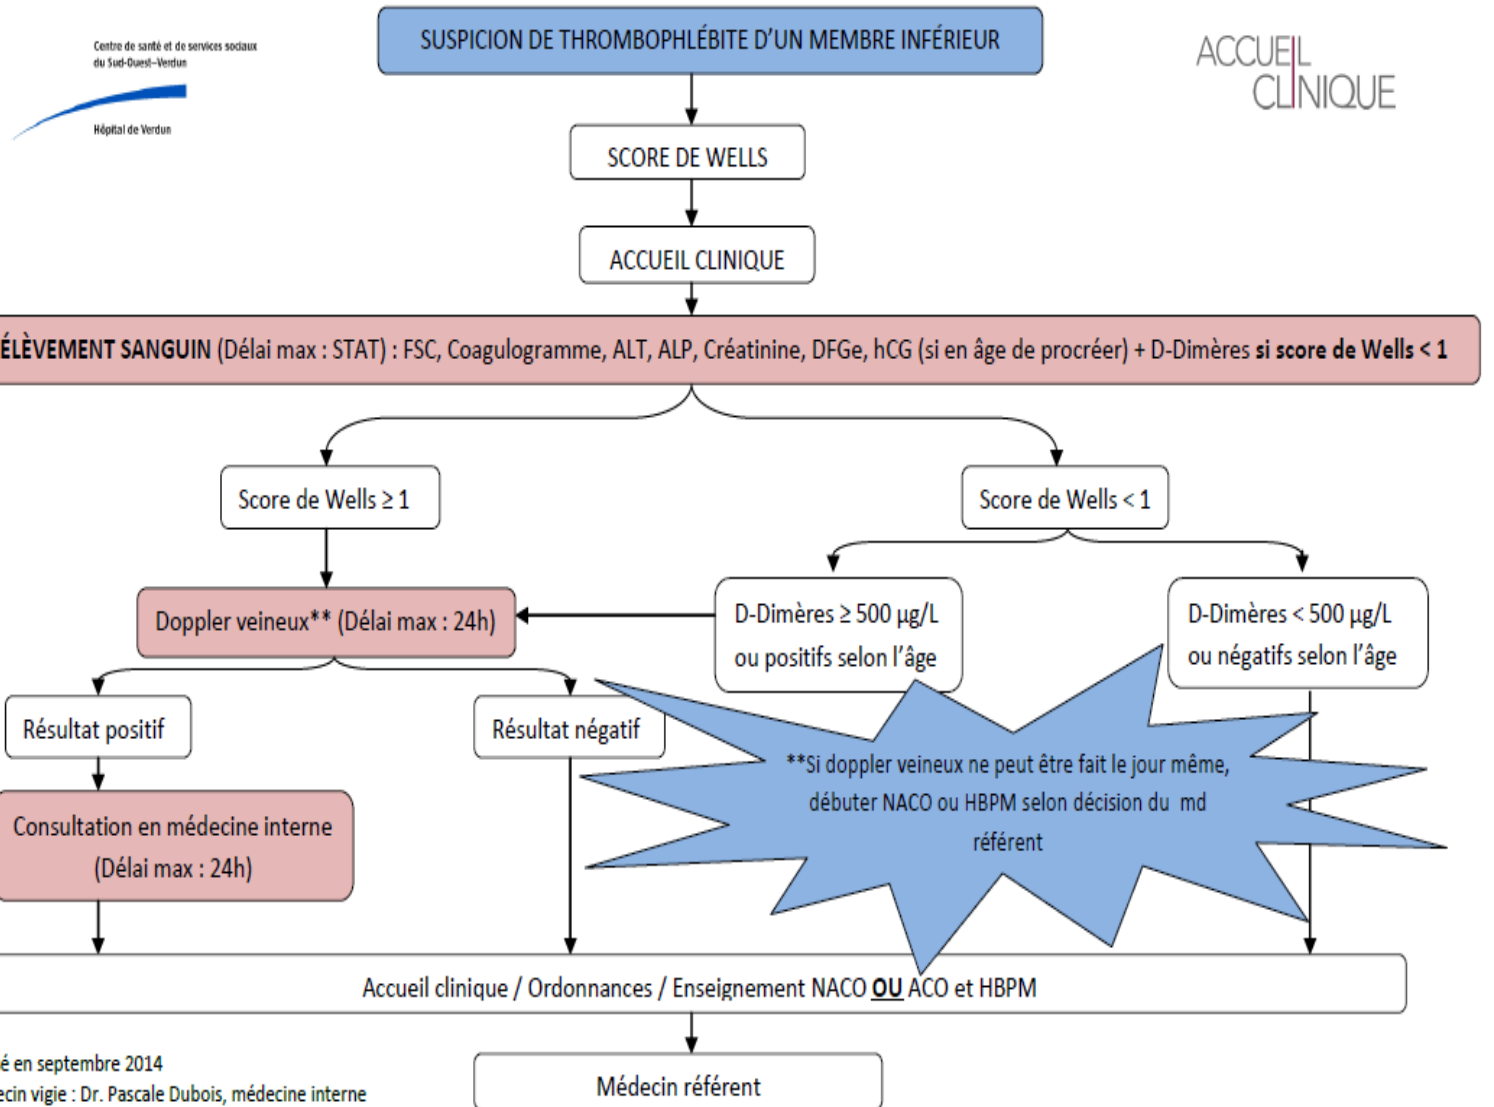 Centre de santé et de services sociaux
du Sud-Ouest–Verdun
Hôpital de Verdun
SUSPICION DE THROMBOPHLÉBITE D'UN MEMBRE INFÉRIEUR
ACCUEIL
CLINIQUE
SCORE DE WELLS
ACCUEIL CLINIQUE
ÉLÈVEMENT SANGUIN (Délai max : STAT) : FSC, Coagulogramme, ALT, ALP, Créatinine, DFGe, hCG (si en âge de procréer) + D-Dimères si score de Wells < 1
Score de Wells ≥ 1
Score de Wells < 1
Doppler veineux** (Délai max : 24h)
D-Dimères ≥ 500 µg/L
ou positifs selon l'âge
D-Dimères < 500 µg/L
ou négatifs selon l'âge
Résultat positif
Résultat négatif
**Si doppler veineux ne peut être fait le jour même,
débuter NACO ou HBPM selon décision du md
référent
Consultation en médecine interne
(Délai max : 24h)
Accueil clinique / Ordonnances / Enseignement NACO OU ACO et HBPM
é en septembre 2014
ecin vigie : Dr. Pascale Dubois, médecine interne
Médecin référent